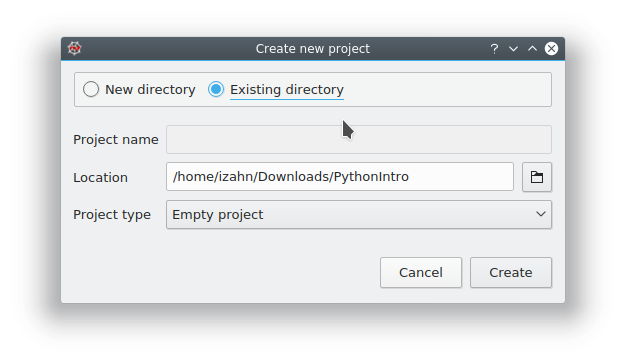 Create new project
?
New directory Existing directory
Project name
Location /home/izahn/Downloads/PythonIntro
Project type Empty project
Cancel Create